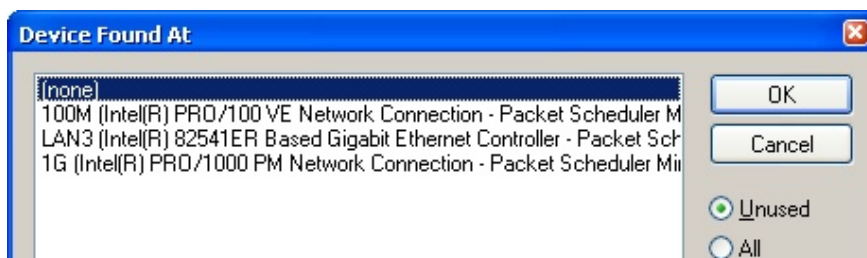 Device Found At
(none)
100M (Intel(R) PRO/100 VE Network Connection - Packet Scheduler M
LAN3 (Intel(R) 82541ER Based Gigabit Ethernet Controller - Packet Sch
1G (Intel(R) PRO/1000 PM Network Connection - Packet Scheduler Mi
OK
Cancel
Unused
All